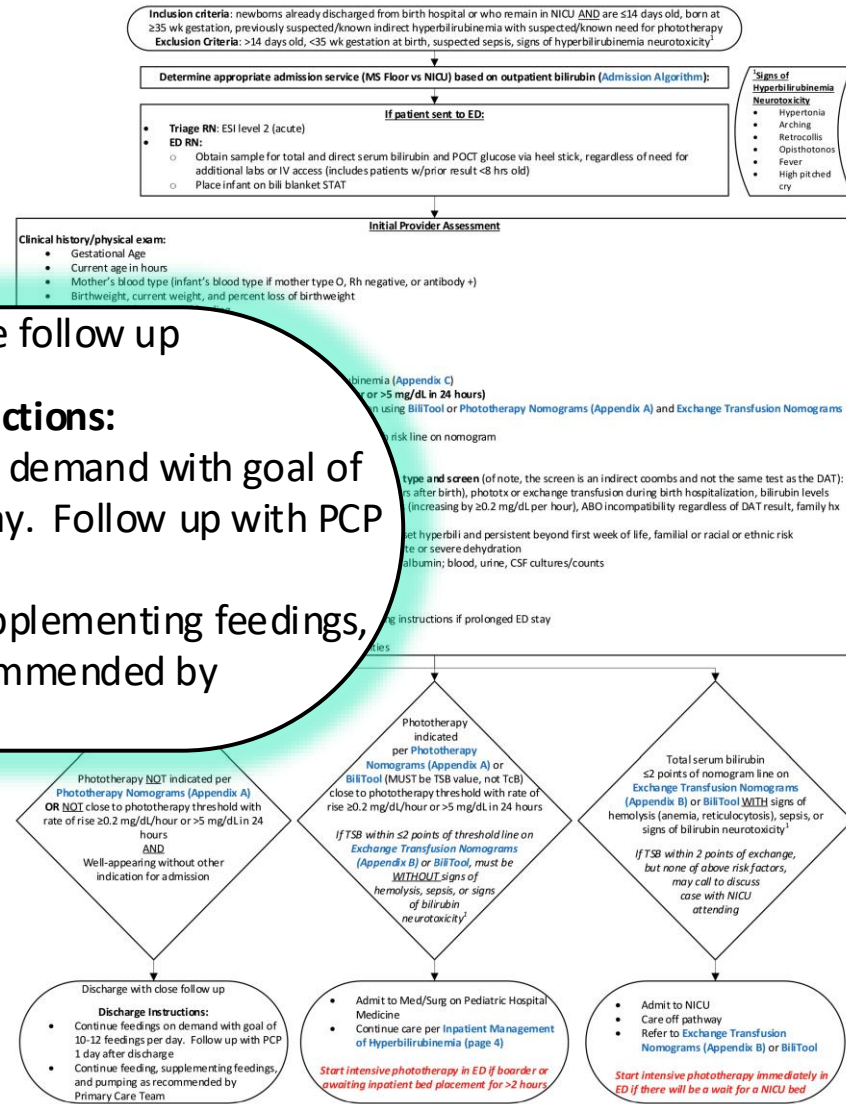 Inclusion criteria: newborns already discharged from birth hospital or who remain in NICU AND are ≤14 days old, born at
≥35 wk gestation, previously suspected/known indirect hyperbilirubinemia with suspected/known need for phototherapy
Exclusion Criteria: >14 days old, <35 wk gestation at birth, suspected sepsis, signs of hyperbilirubinemia neurotoxicity¹
Determine appropriate admission service (MS Floor vs NICU) based on outpatient bilirubin (Admission Algorithm):
¹Signs of
Hyperbilirubinemia
Neurotoxicity
• Hypertonia
• Arching
• Retrocollis
• Opisthotonos
• Fever
• High pitched
cry
If patient sent to ED:
• Triage RN: ESI level 2 (acute)
• ED RN:
○ Obtain sample for total and direct serum bilirubin and POCT glucose via heel stick, regardless of need for
additional labs or IV access (includes patients w/prior result <8 hrs old)
○ Place infant on bili blanket STAT
Initial Provider Assessment
Clinical history/physical exam:
• Gestational Age
• Current age in hours
• Mother's blood type (infant's blood type if mother type O, Rh negative, or antibody +)
• Birthweight, current weight, and percent loss of birthweight
binemia (Appendix C)
r or >5 mg/dL in 24 hours)
n using BiliTool or Phototherapy Nomograms (Appendix A) and Exchange Transfusion Nomograms
risk line on nomogram
type and screen (of note, the screen is an indirect coombs and not the same test as the DAT):
rs after birth), phototx or exchange transfusion during birth hospitalization, bilirubin levels
(increasing by ≥0.2 mg/dL per hour), ABO incompatibility regardless of DAT result, family hx
set hyperbili and persistent beyond first week of life, familial or racial or ethnic risk
te or severe dehydration
albumin; blood, urine, CSF cultures/counts
ng instructions if prolonged ED stay
ties
e follow up
ctions:
demand with goal of
ay. Follow up with PCP
pplementing feedings,
ommended by
Phototherapy NOT indicated per
Phototherapy Nomograms (Appendix A)
OR NOT close to phototherapy threshold with
rate of rise ≥0.2 mg/dL/hour or >5 mg/dL in 24
hours
AND
Well-appearing without other
indication for admission
Phototherapy
indicated
per Phototherapy
Nomograms (Appendix A) or
BiliTool (MUST be TSB value, not TcB)
close to phototherapy threshold with rate of
rise ≥0.2 mg/dL/hour or >5 mg/dL in 24 hours
If TSB within ≤2 points of threshold line on
Exchange Transfusion Nomograms
(Appendix B) or BiliTool, must be
WITHOUT signs of
hemolysis, sepsis, or signs
of bilirubin
neurotoxicity¹
Total serum bilirubin
≤2 points of nomogram line on
Exchange Transfusion Nomograms
(Appendix B) or BiliTool WITH signs of
hemolysis (anemia, reticulocytosis), sepsis, or
signs of bilirubin neurotoxicity¹
If TSB within 2 points of exchange,
but none of above risk factors,
may call to discuss
case with NICU
attending
Discharge with close follow up
Discharge Instructions:
• Continue feedings on demand with goal of
10-12 feedings per day. Follow up with PCP
1 day after discharge
• Continue feeding, supplementing feedings,
and pumping as recommended by
Primary Care Team
• Admit to Med/Surg on Pediatric Hospital
Medicine
• Continue care per Inpatient Management
of Hyperbilirubinemia (page 4)
Start intensive phototherapy in ED if boarder or
awaiting inpatient bed placement for >2 hours
• Admit to NICU
• Care off pathway
• Refer to Exchange Transfusion
Nomograms (Appendix B) or BiliTool
Start intensive phototherapy immediately in
ED if there will be a wait for a NICU bed